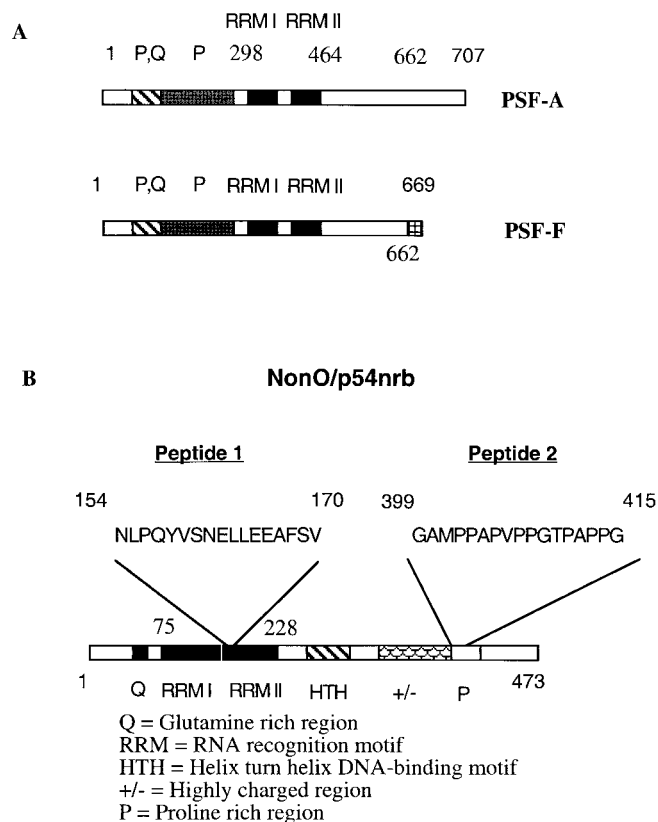 A
RRM I RRM II
1 P,Q P 298 464 662 707
PSF-A
1 P,Q P RRM I RRM II 669
PSF-F
662
B
NonO/p54nrb
Peptide 1 Peptide 2
154 170 399 415
NLPQYVSNELLEEAFSV GAMPPAPVPPGTPAPPG
75 228
1 Q RRM I RRM II HTH +/- P 473
Q = Glutamine rich region
RRM = RNA recognition motif
HTH = Helix turn helix DNA-binding motif
+/- = Highly charged region
P = Proline rich region